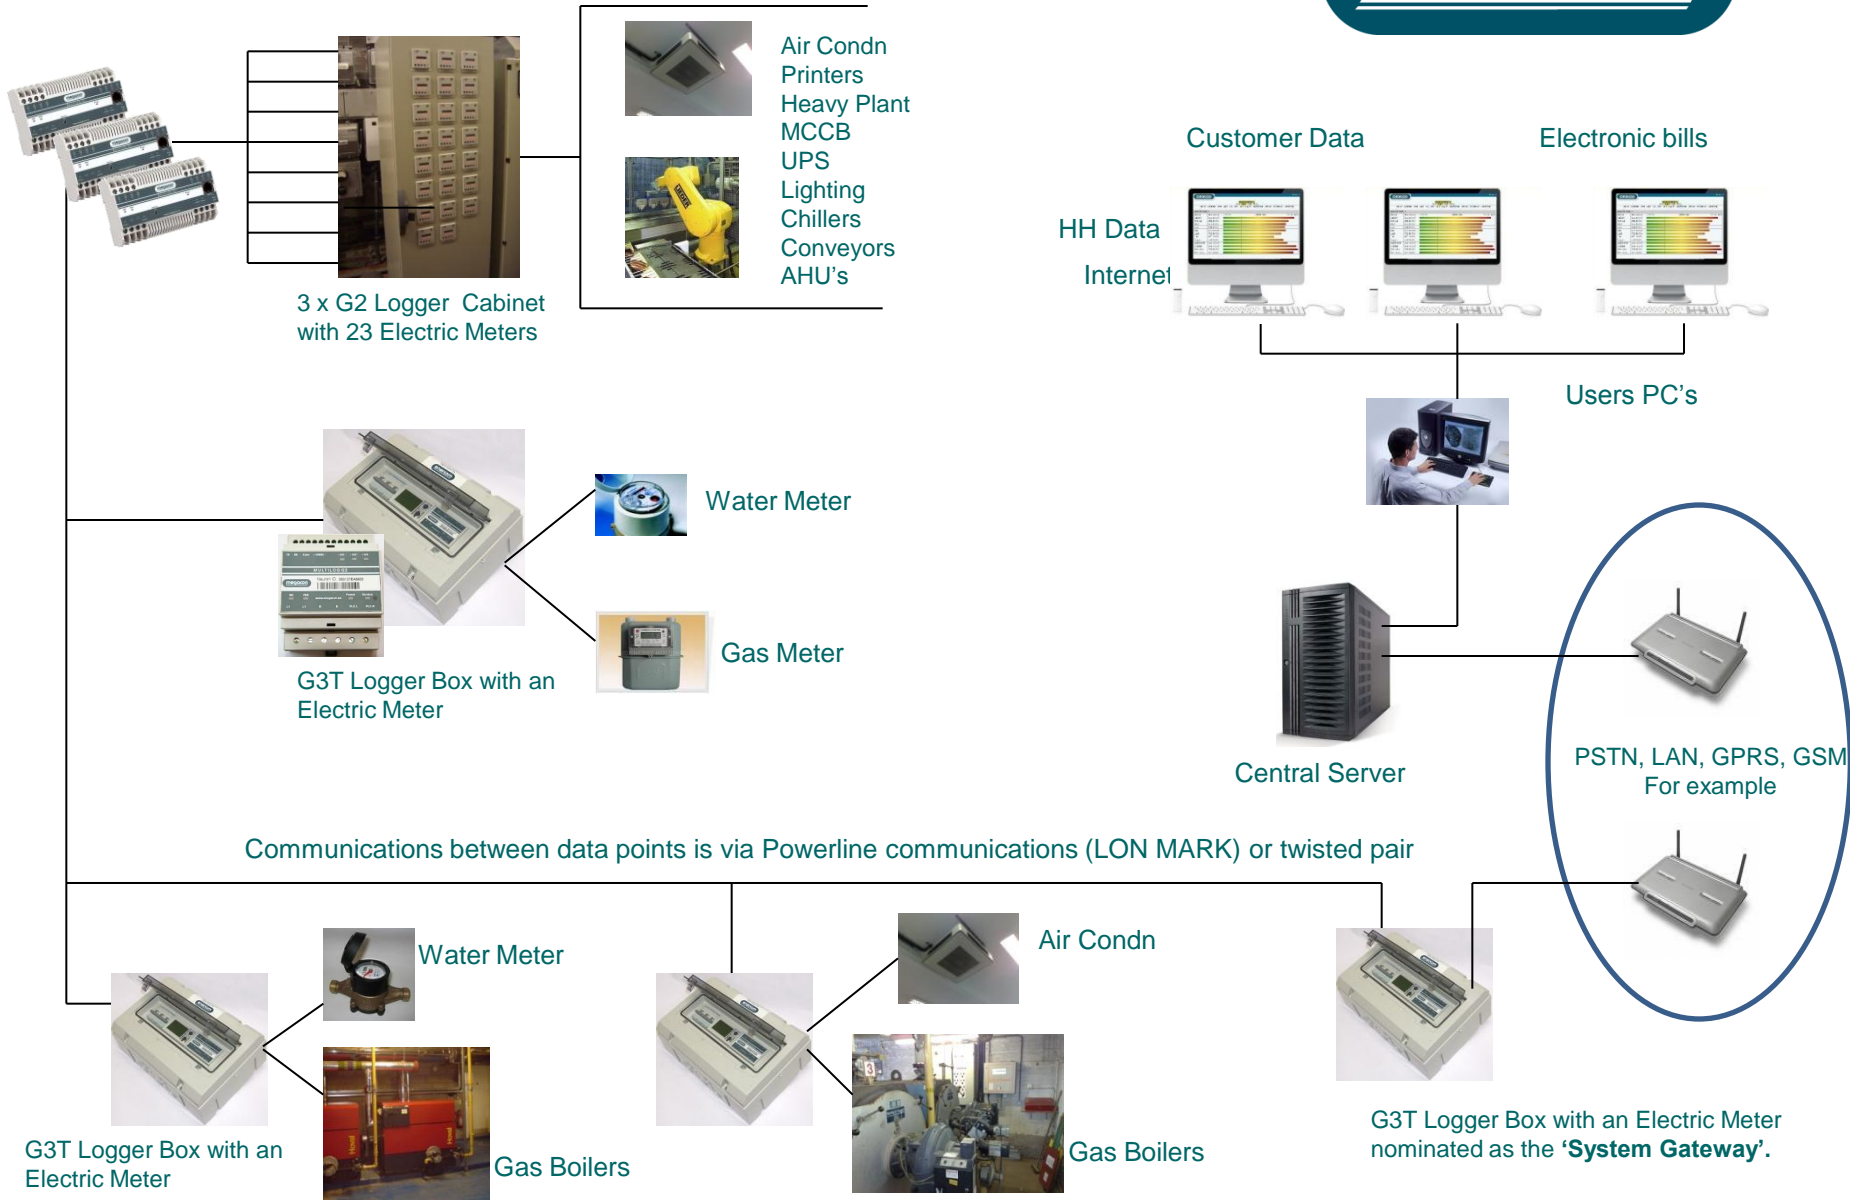 Air Condn
Printers
Heavy Plant
MCCB
UPS
Lighting
Chillers
Conveyors
AHU's
3 x G2 Logger  Cabinet
with 23 Electric Meters
Customer Data
Electronic bills
HH Data
Internet
Users PC's
Water Meter
MULTILOG G3
megacon
Gas Meter
G3T Logger Box with an
Electric Meter
Central Server
PSTN, LAN, GPRS, GSM
For example
Communications between data points is via Powerline communications (LON MARK) or twisted pair
Water Meter
Air Condn
3
G3T Logger Box with an
Electric Meter
Gas Boilers
Gas Boilers
G3T Logger Box with an Electric Meter
nominated as the ‘System Gateway’.